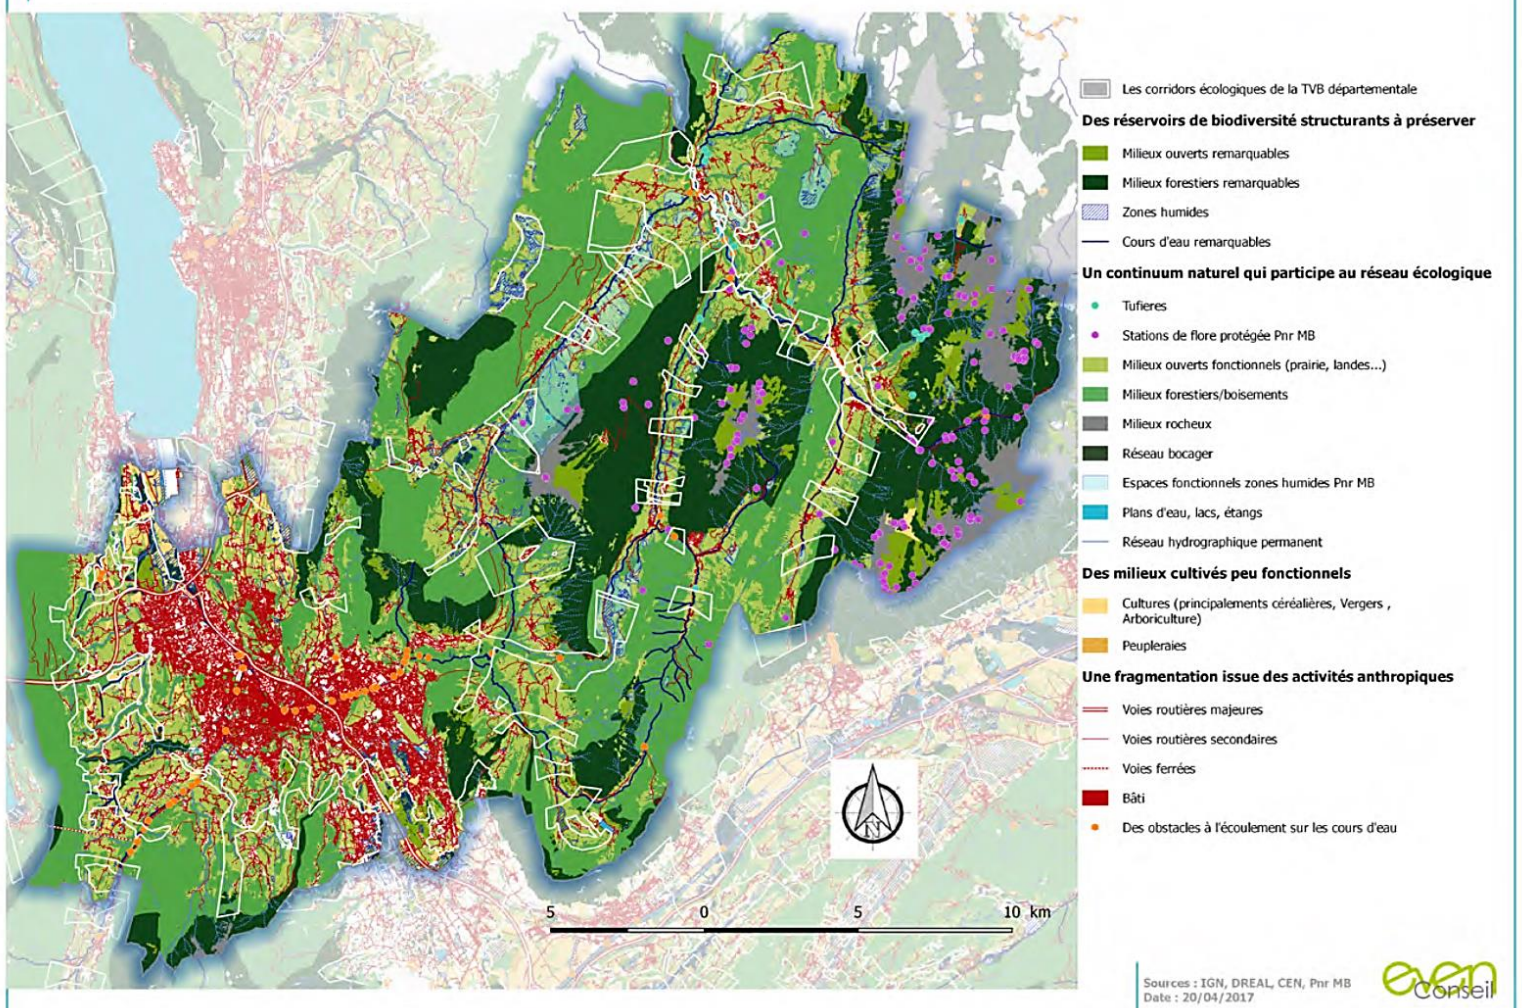 Les corridors écologiques de la TVB départementale
Des réservoirs de biodiversité structurants à préserver
Milieux ouverts remarquables
Milieux forestiers remarquables
Zones humides
Cours d'eau remarquables
Un continuum naturel qui participe au réseau écologique
Tufieres
Stations de flore protégée Pnr MB
Milieux ouverts fonctionnels (prairie, landes...)
Milieux forestiers/boisements
Milieux rocheux
Réseau bocager
Espaces fonctionnels zones humides Pnr MB
Plans d'eau, lacs, étangs
Réseau hydrographique permanent
Des milieux cultivés peu fonctionnels
Cultures (principalements céréalières, Vergers ,
Arboriculture)
Peupleraies
Une fragmentation issue des activités anthropiques
Voies routières majeures
Voies routières secondaires
Voies ferrées
Bâti
Des obstacles à l'écoulement sur les cours d'eau
N
5 0 5 10 km
Sources : IGN, DREAL, CEN, Pnr MB
Date : 20/04/2017
even
Conseil